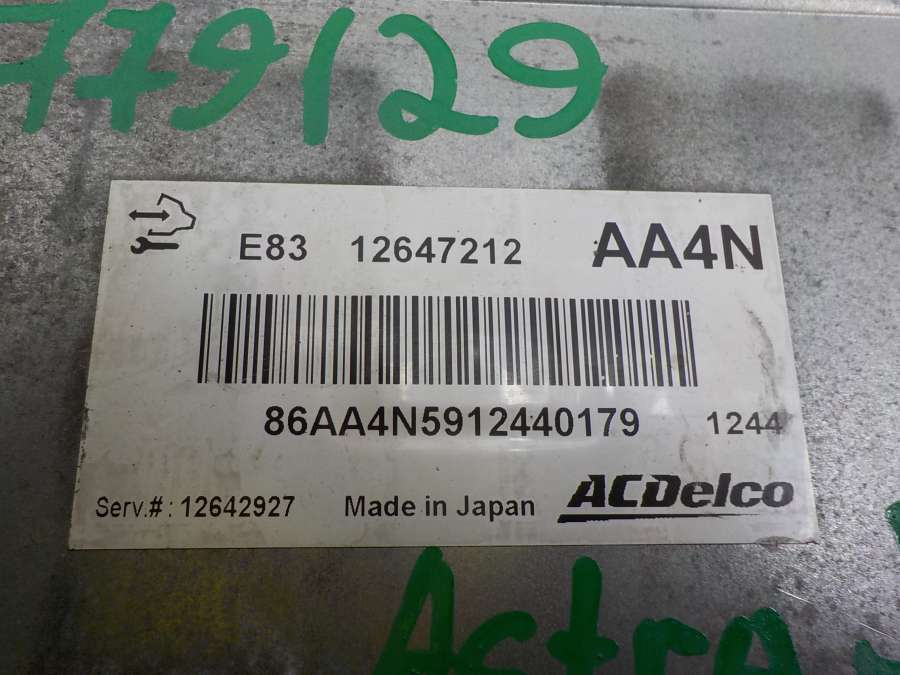 779129
E83 12647212 AA4N
86AA4N5912440179 1244
Serv.#: 12642927 Made in Japan ACDelco
Astra